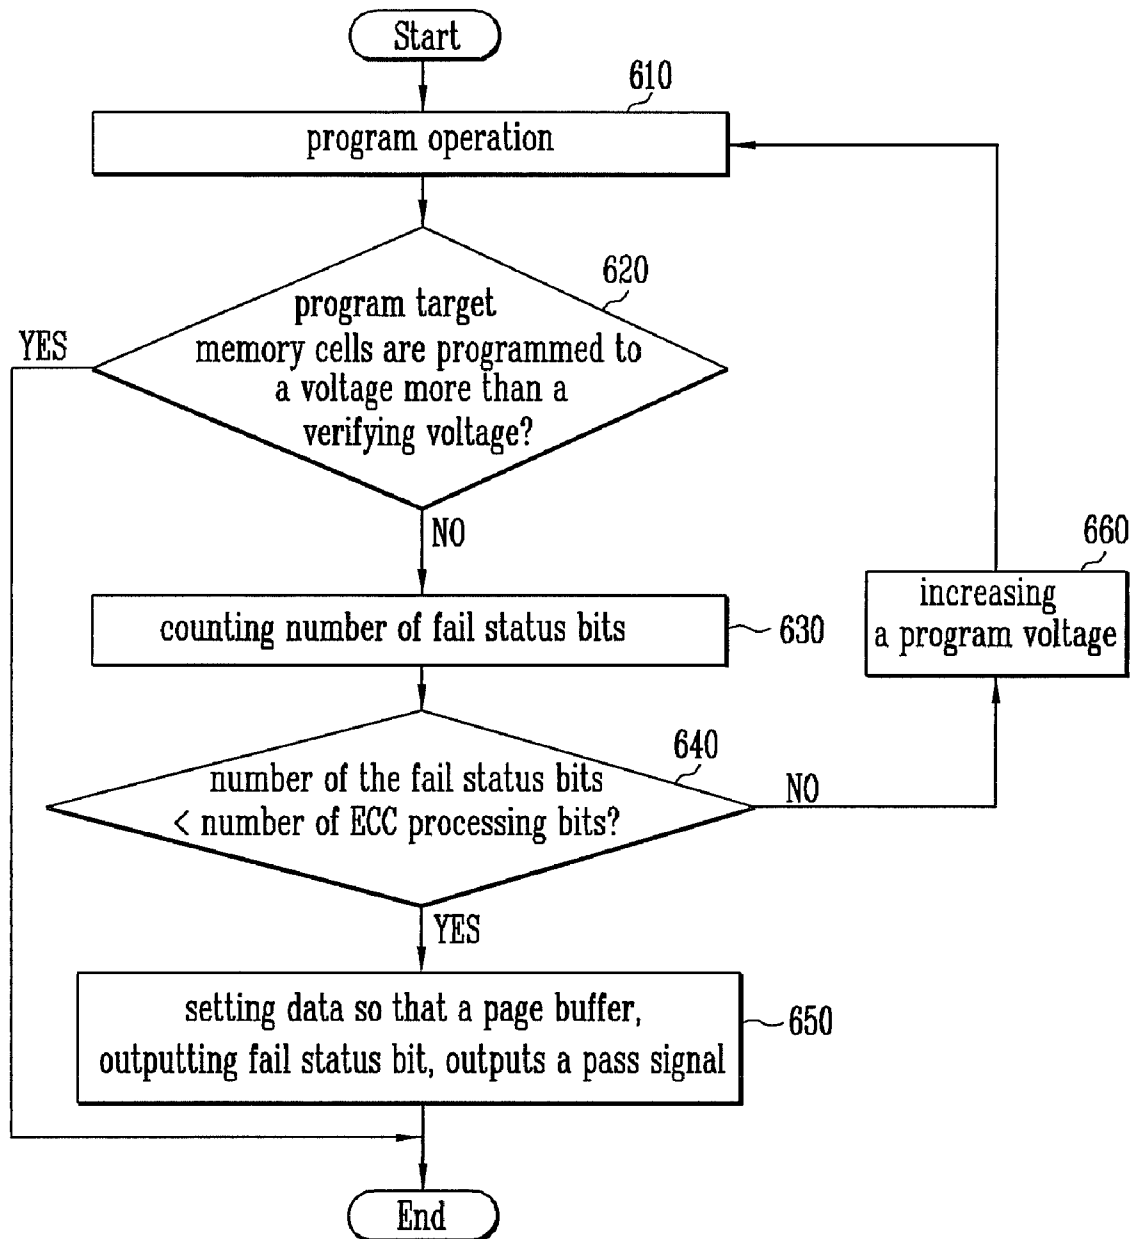 Start
610
program operation
620
program target
memory cells are programmed to
a voltage more than a
verifying voltage?
YES
NO
660
increasing
a program voltage
counting number of fail status bits
630
640
number of the fail status bits
< number of ECC processing bits?
NO
YES
setting data so that a page buffer,
outputting fail status bit, outputs a pass signal
650
End